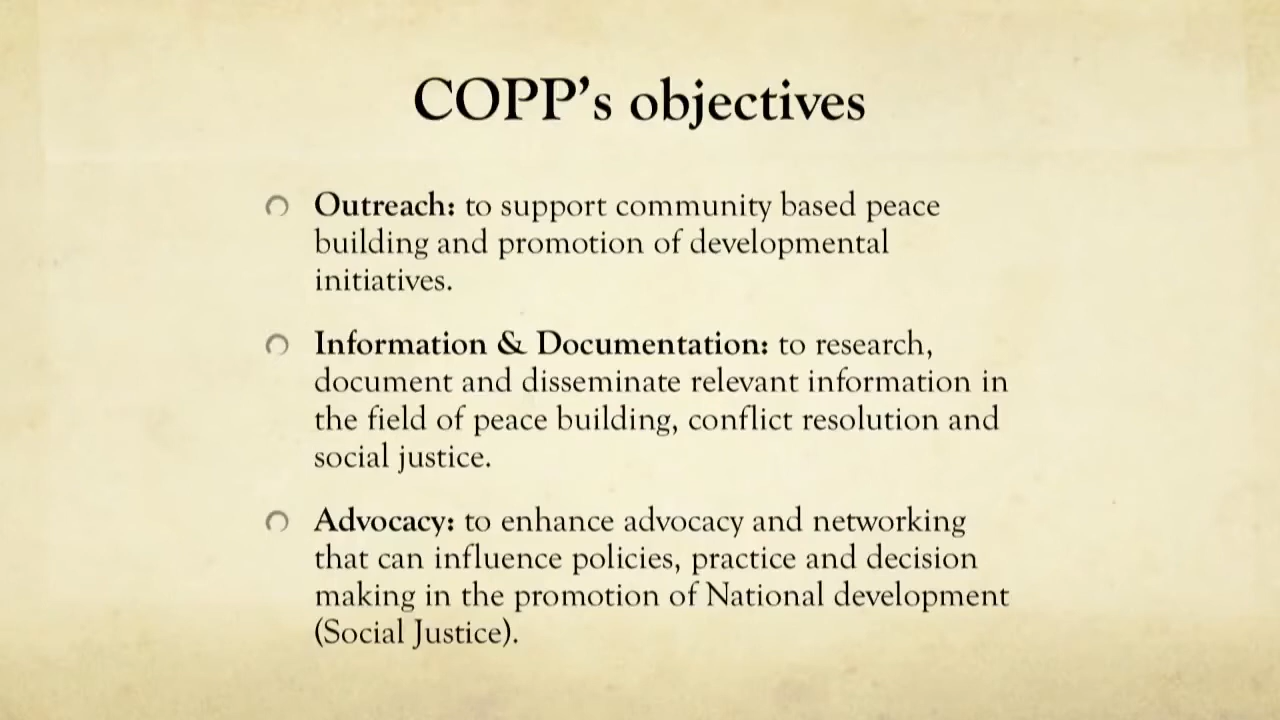 COPP’s objectives
Outreach: to support community based peace
building and promotion of developmental
initiatives.
Information & Documentation: to research,
document and disseminate relevant information in
the field of peace building, conflict resolution and
social justice.
Advocacy: to enhance advocacy and networking
that can influence policies, practice and decision
making in the promotion of National development
(Social Justice).